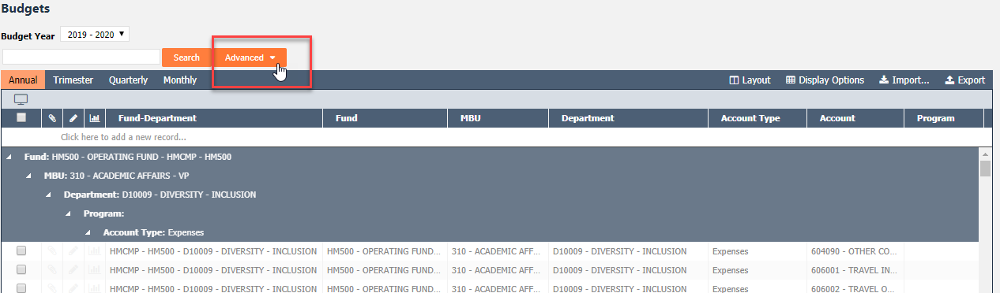 Budgets
Budget Year 2019 - 2020
Search Advanced
Annual Trimester Quarterly Monthly Layout Display Options Import... Export
Fund-Department Fund MBU Department Account Type Account Program
Click here to add a new record...
Fund: HM500 - OPERATING FUND - HMCMP - HM500
MBU: 310 - ACADEMIC AFFAIRS - VP
Department: D10009 - DIVERSITY - INCLUSION
Program:
Account Type: Expenses
HMCMP - HM500 - D10009 - DIVERSITY - INCLUSION HM500 - OPERATING FUND... 310 - ACADEMIC AFF... D10009 - DIVERSITY - INCLUSION Expenses 604090 - OTHER CO...
HMCMP - HM500 - D10009 - DIVERSITY - INCLUSION HM500 - OPERATING FUND... 310 - ACADEMIC AFF... D10009 - DIVERSITY - INCLUSION Expenses 606001 - TRAVEL IN...
HMCMP - HM500 - D10009 - DIVERSITY - INCLUSION HM500 - OPERATING FUND... 310 - ACADEMIC AFF... D10009 - DIVERSITY - INCLUSION Expenses 606002 - TRAVEL O...